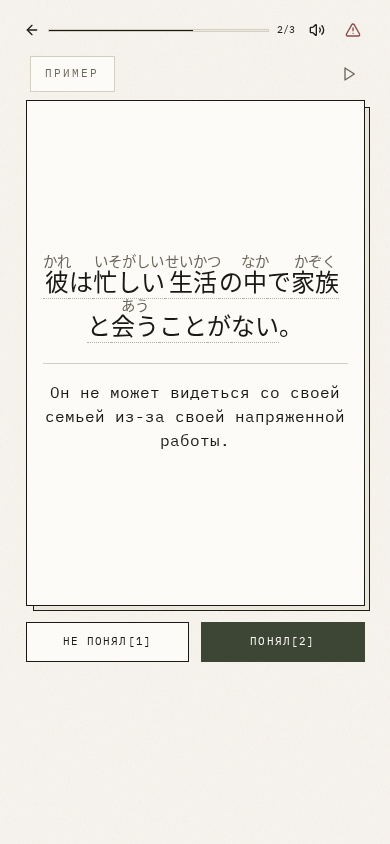 2/3
ПРИМЕР
かれ いそがしい せいかつ なか かぞく
彼は忙しい生活の中で家族
あう
と会うことがない。
Он не может видеться со своей
семьей из-за своей напряженной
работы.
НЕ ПОНЯЛ[1]
ПОНЯЛ[2]